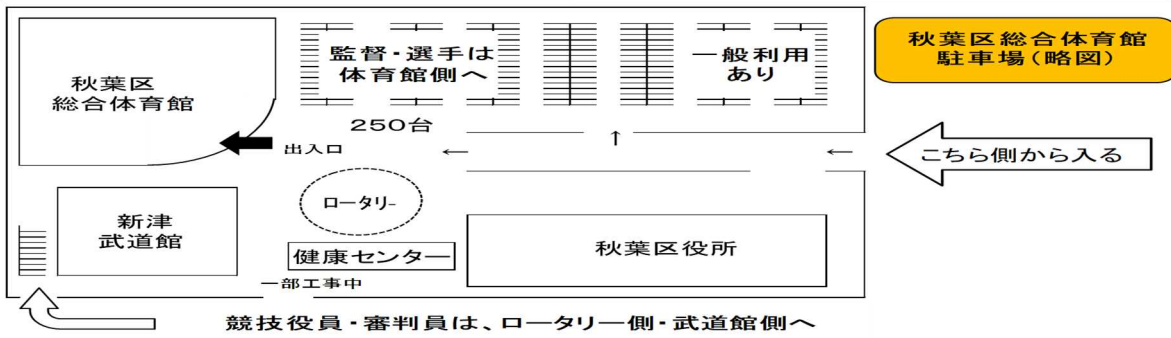 秋葉区総合体育館
駐車場(略図)
秋葉区
総合体育館
監督・選手は
体育館側へ
一般利用
あり
250台
出入口
←
↑
←
こちら側から入る
ロータリー
新津
武道館
健康センター
秋葉区役所
一部工事中
競技役員・審判員は、ロータリー側・武道館側へ